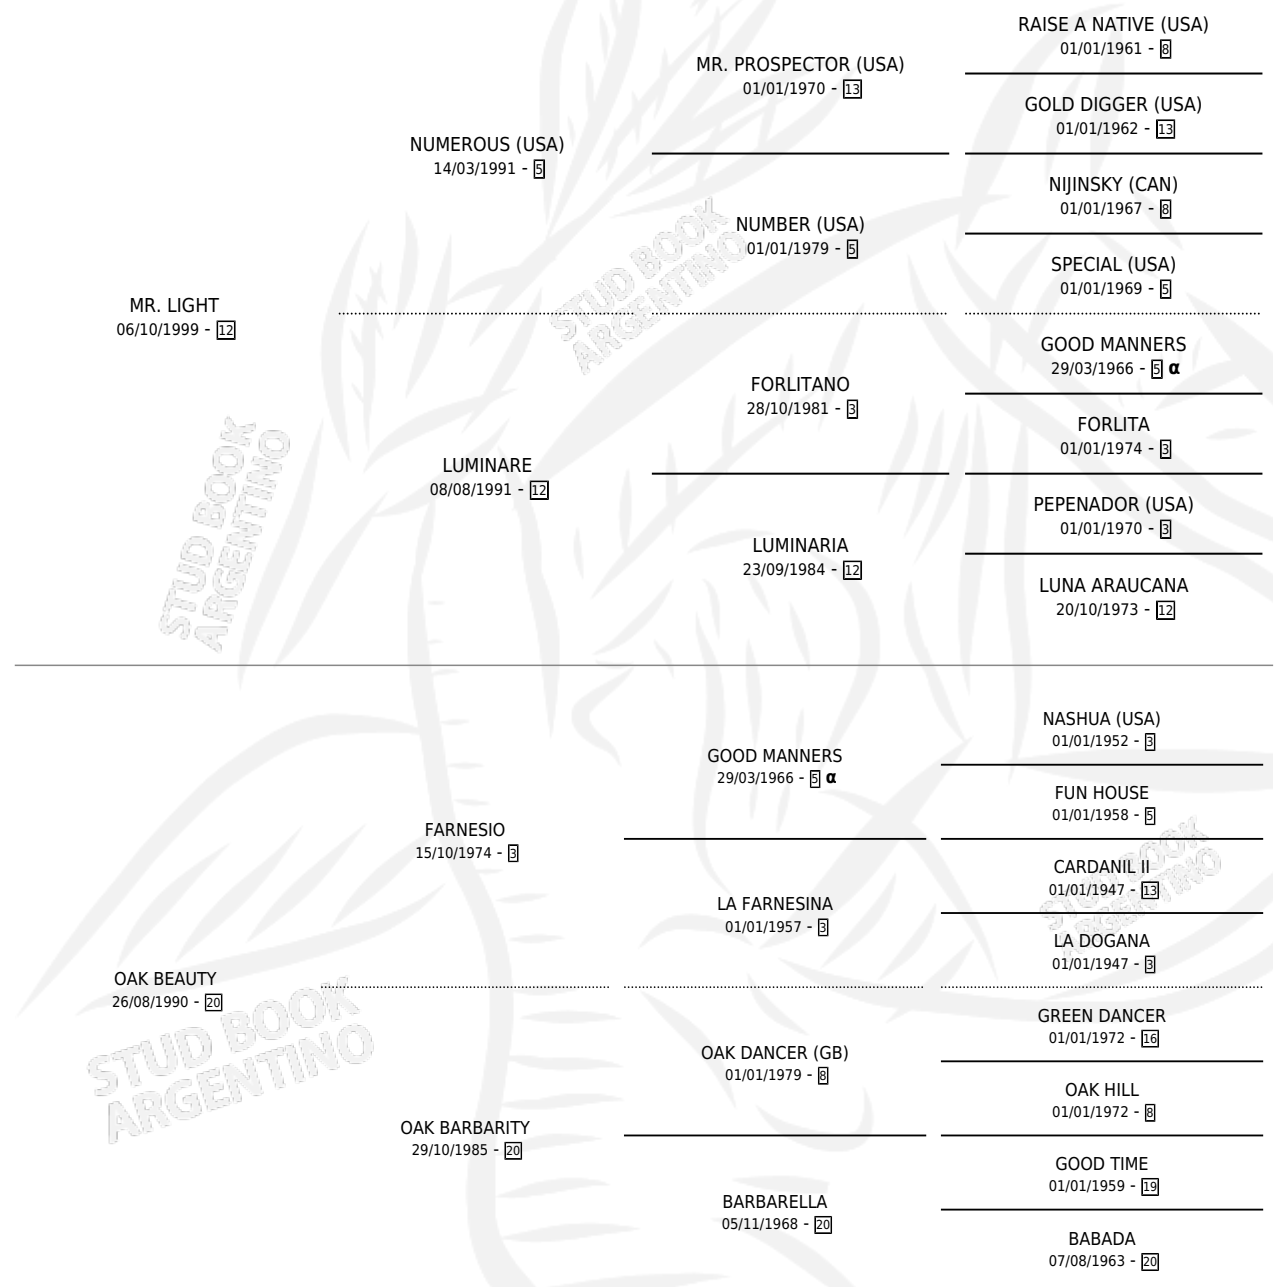 RAISE A NATIVE (USA)
01/01/1961 - 8
MR. PROSPECTOR (USA)
01/01/1970 - 13
GOLD DIGGER (USA)
01/01/1962 - 13
NUMEROUS (USA)
14/03/1991 - 5
NIJINSKY (CAN)
01/01/1967 - 8
NUMBER (USA)
01/01/1979 - 5
SPECIAL (USA)
01/01/1969 - 5
MR. LIGHT
06/10/1999 - 12
GOOD MANNERS
29/03/1966 - 5 α
FORLITANO
28/10/1981 - 3
FORLITA
01/01/1974 - 3
LUMINARE
08/08/1991 - 12
PEPENADOR (USA)
01/01/1970 - 3
LUMINARIA
23/09/1984 - 12
LUNA ARAUCANA
20/10/1973 - 12
NASHUA (USA)
01/01/1952 - 3
GOOD MANNERS
29/03/1966 - 5 α
FUN HOUSE
01/01/1958 - 5
FARNESIO
15/10/1974 - 3
CARDANIL II
01/01/1947 - 13
LA FARNESINA
01/01/1957 - 3
LA DOGANA
01/01/1947 - 3
OAK BEAUTY
26/08/1990 - 20
GREEN DANCER
01/01/1972 - 16
OAK DANCER (GB)
01/01/1979 - 8
OAK HILL
01/01/1972 - 8
OAK BARBARITY
29/10/1985 - 20
GOOD TIME
01/01/1959 - 19
BARBARELLA
05/11/1968 - 20
BABADA
07/08/1963 - 20
STUD BOOK
ARGENTINO
STUD BOOK
ARGENTINO
STUD BOOK
ARGENTINO
STUD BOOK
ARGENTINO